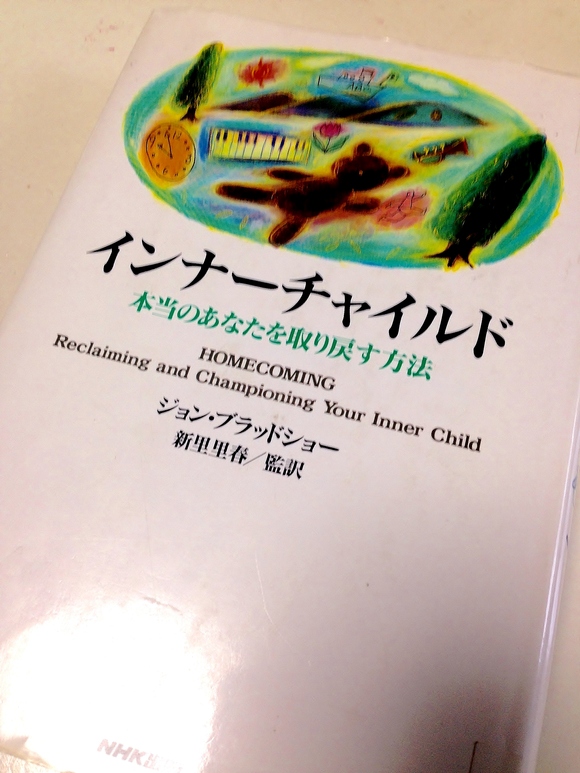 インナーチャイルド
本当のあなたを取り戻す方法
HOMECOMING
Reclaiming and Championing Your Inner Child
ジョン・ブラッドショー
新里里春／監訳
NHK